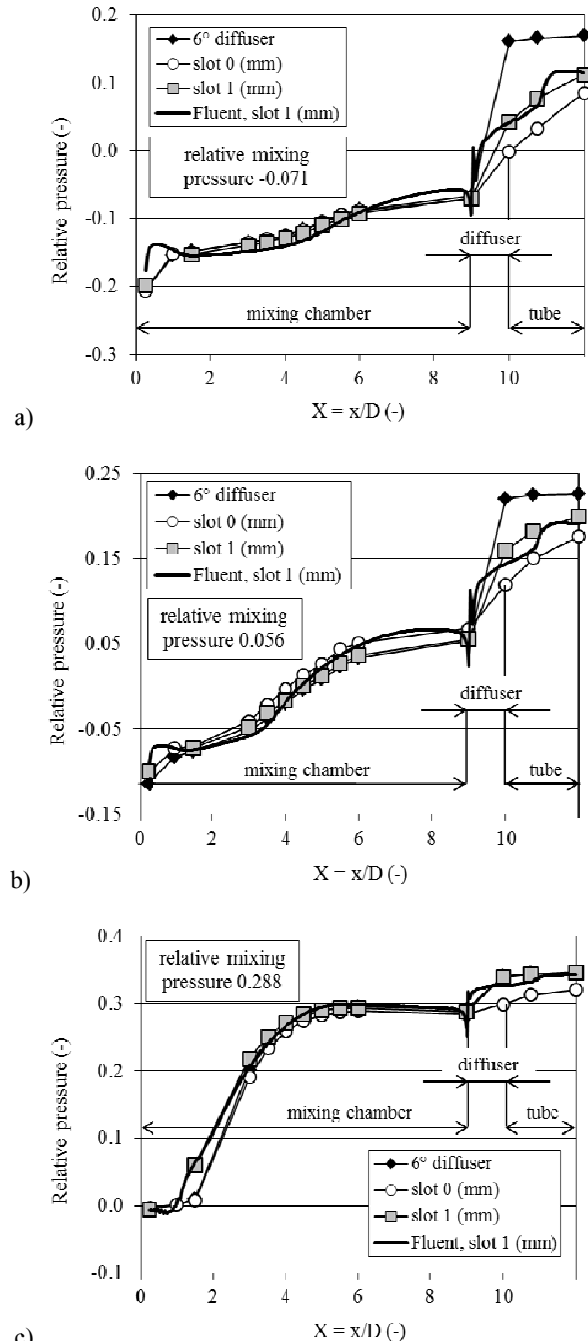 0.2
0.1
0.0
-0.1
-0.2
-0.3
Relative pressure (-)
6° diffuser
slot 0 (mm)
slot 1 (mm)
Fluent, slot 1 (mm)
relative mixing
pressure -0.071
diffuser
mixing chamber
tube
0 2 4 6 8 10
X = x/D (-)
a)
0.25
0.15
0.05
-0.05
-0.15
Relative pressure (-)
6° diffuser
slot 0 (mm)
slot 1 (mm)
Fluent, slot 1 (mm)
relative mixing
pressure 0.056
diffuser
mixing chamber
tube
0 2 4 6 8 10
X = x/D (-)
b)
0.4
0.3
0.2
0.1
0.0
-0.1
Relative pressure (-)
relative mixing
pressure 0.288
diffuser
mixing chamber
tube
6° diffuser
slot 0 (mm)
slot 1 (mm)
Fluent, slot 1 (mm)
0 2 4 6 8 10
X = x/D (-)
c)